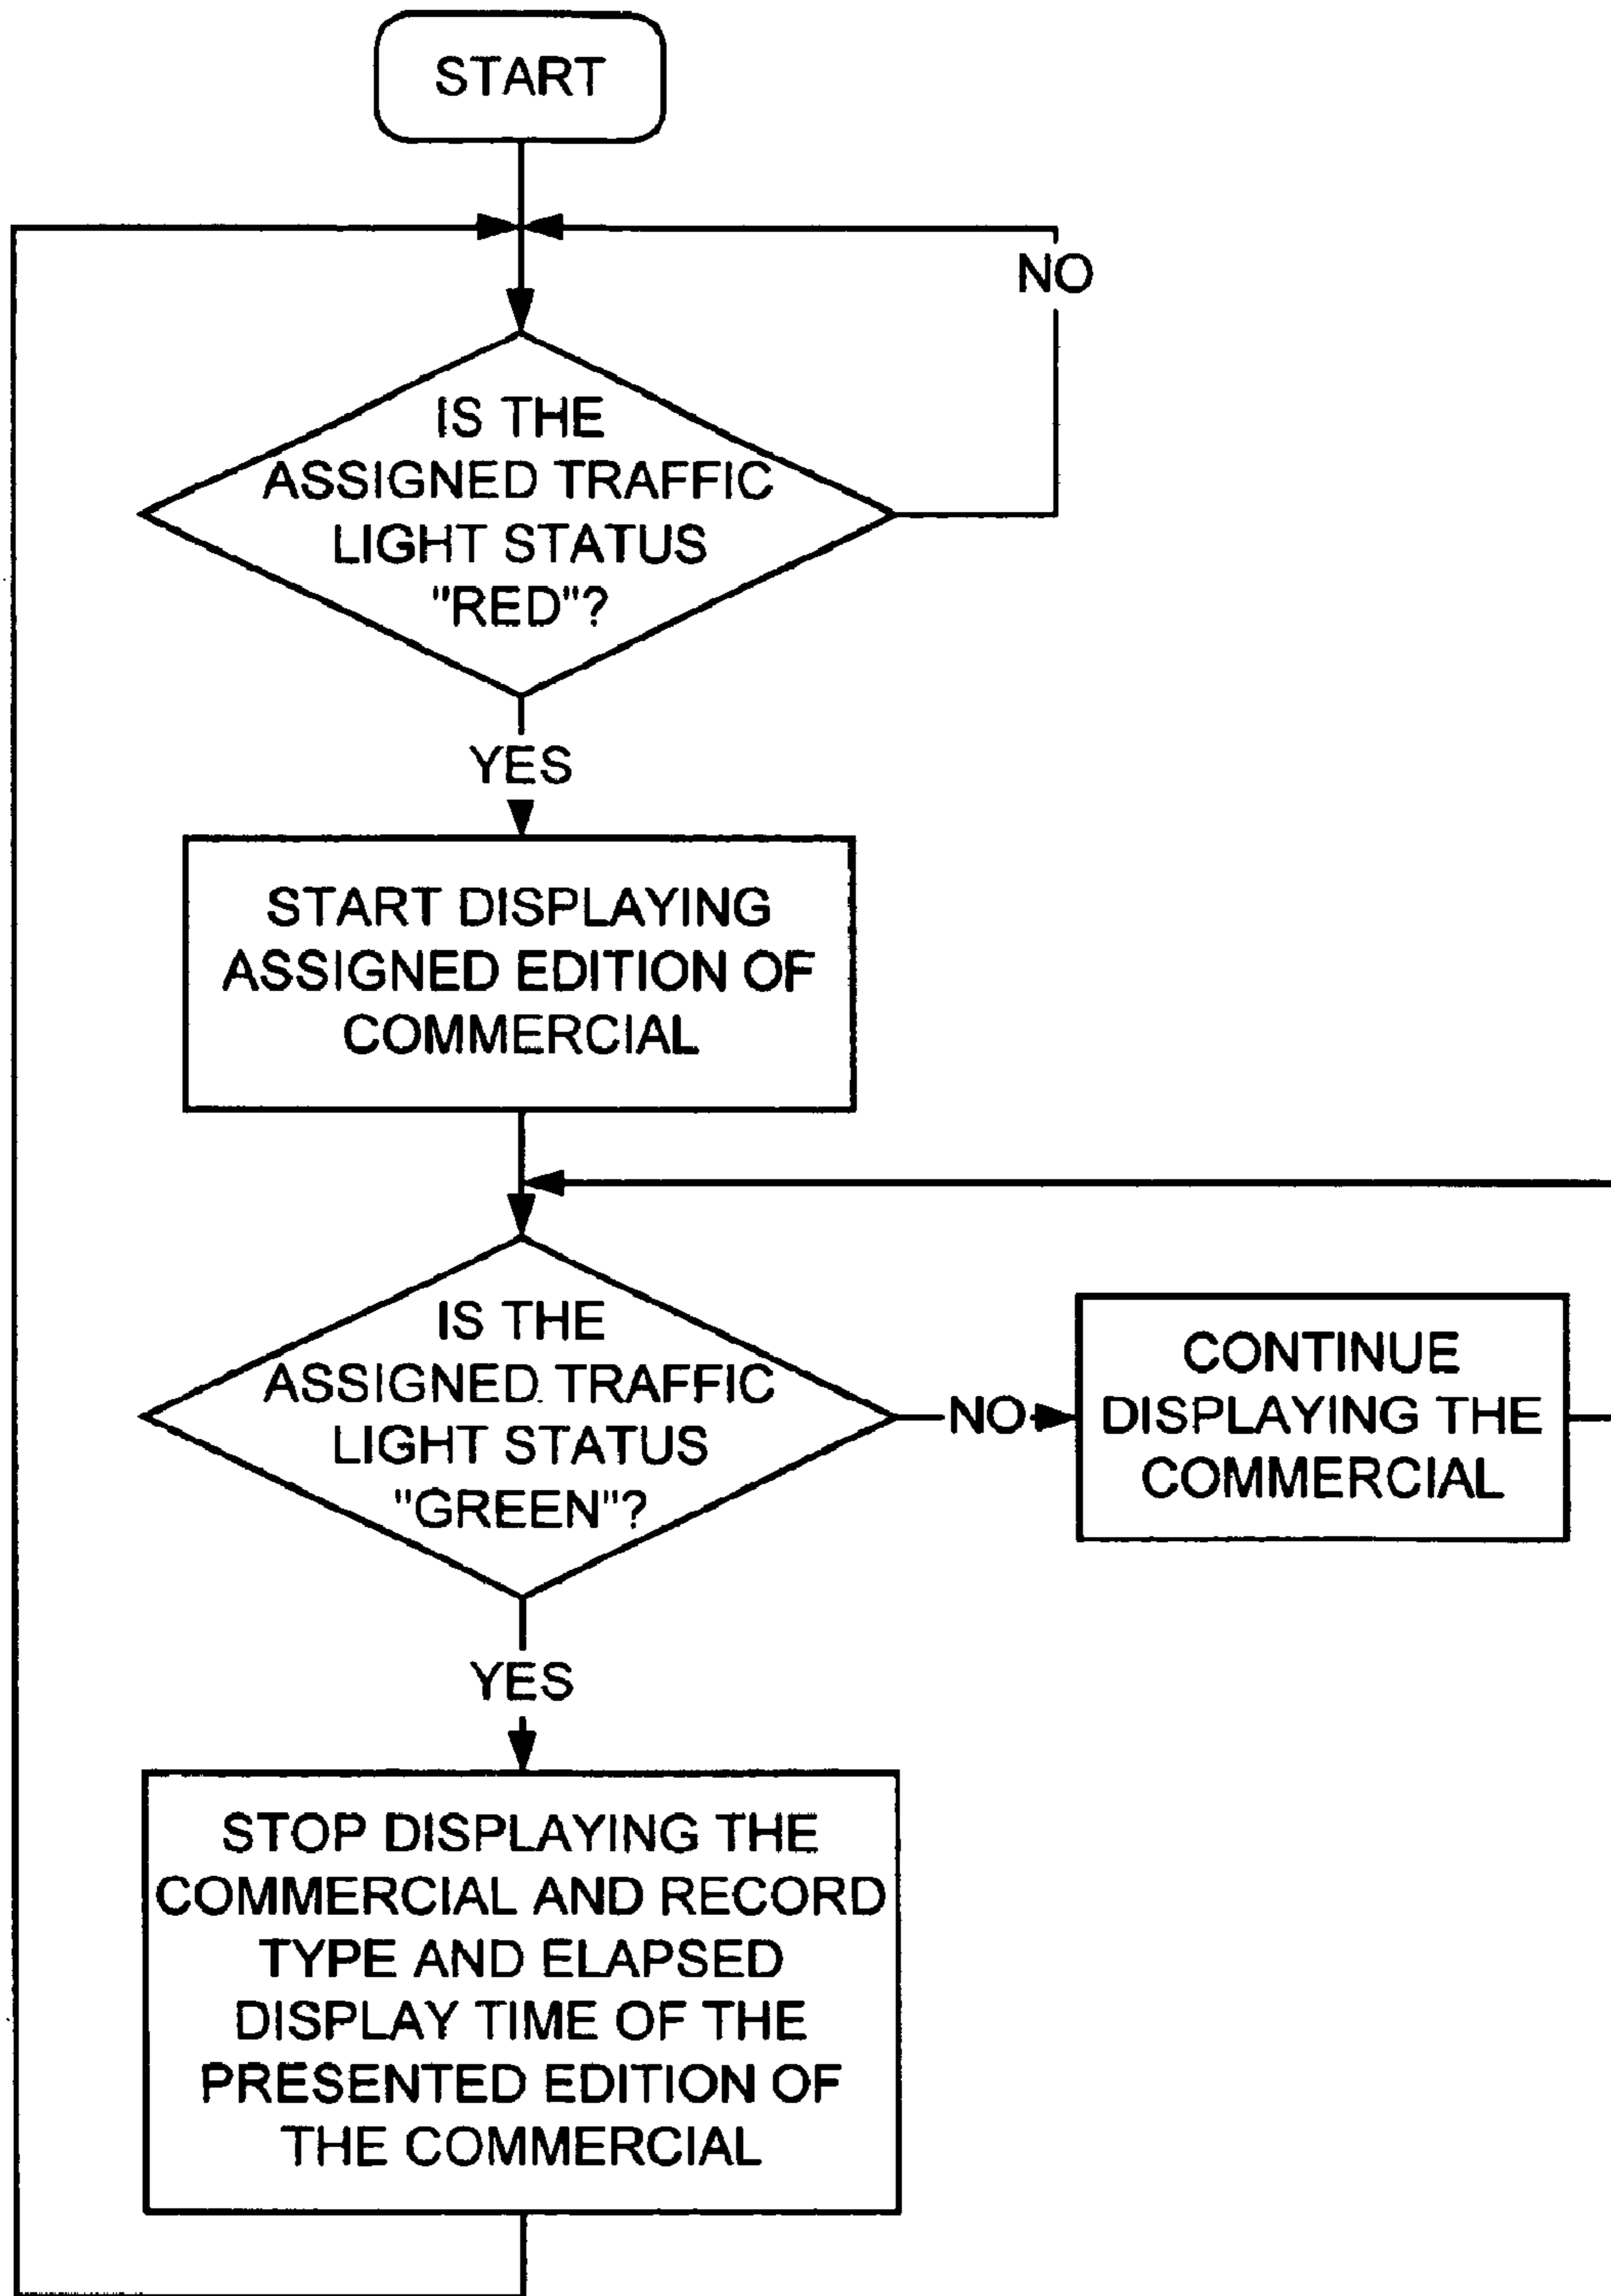 START
NO
IS THE
ASSIGNED TRAFFIC
LIGHT STATUS
"RED"?
YES
START DISPLAYING
ASSIGNED EDITION OF
COMMERCIAL
IS THE
ASSIGNED TRAFFIC
LIGHT STATUS
"GREEN"?
NO
CONTINUE
DISPLAYING THE
COMMERCIAL
YES
STOP DISPLAYING THE
COMMERCIAL AND RECORD
TYPE AND ELAPSED
DISPLAY TIME OF THE
PRESENTED EDITION OF
THE COMMERCIAL